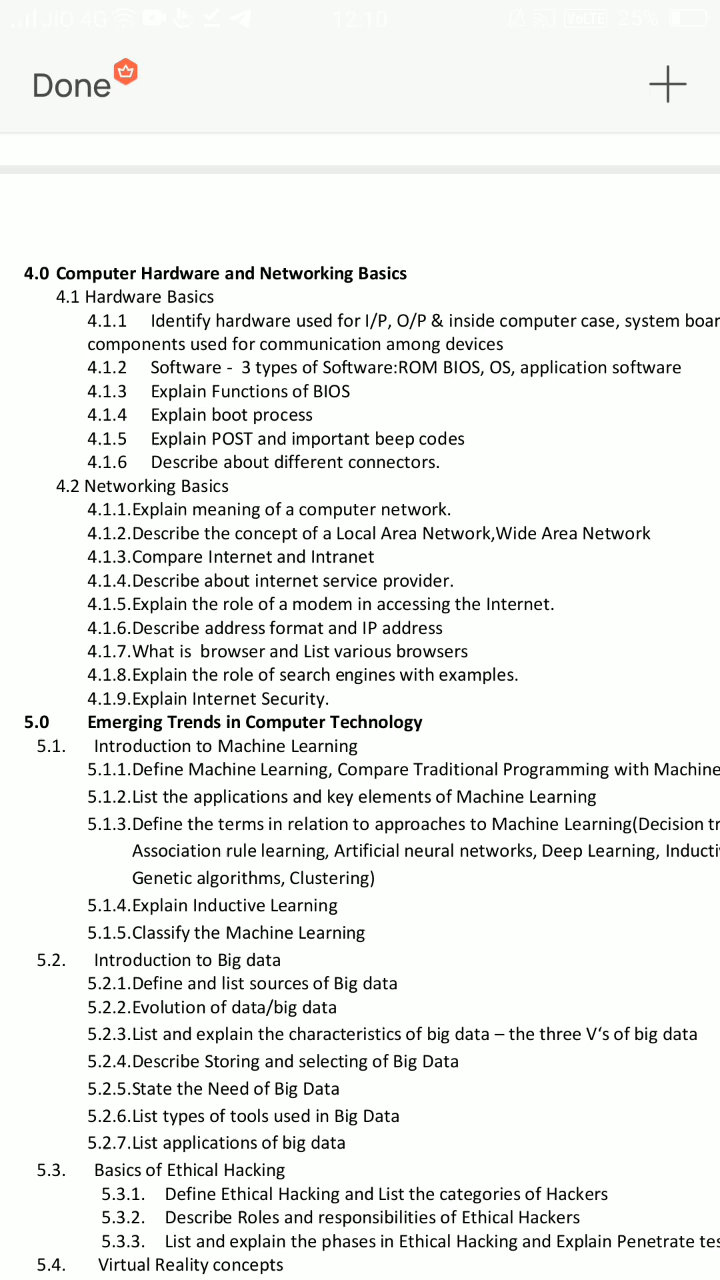 JIO 4G 12.10 VoLTE 25%
Done
4.0 Computer Hardware and Networking Basics
4.1 Hardware Basics
4.1.1 Identify hardware used for I/P, O/P & inside computer case, system boar
components used for communication among devices
4.1.2 Software - 3 types of Software:ROM BIOS, OS, application software
4.1.3 Explain Functions of BIOS
4.1.4 Explain boot process
4.1.5 Explain POST and important beep codes
4.1.6 Describe about different connectors.
4.2 Networking Basics
4.1.1.Explain meaning of a computer network.
4.1.2.Describe the concept of a Local Area Network,Wide Area Network
4.1.3.Compare Internet and Intranet
4.1.4.Describe about internet service provider.
4.1.5.Explain the role of a modem in accessing the Internet.
4.1.6.Describe address format and IP address
4.1.7.What is browser and List various browsers
4.1.8.Explain the role of search engines with examples.
4.1.9.Explain Internet Security.
5.0 Emerging Trends in Computer Technology
5.1. Introduction to Machine Learning
5.1.1.Define Machine Learning, Compare Traditional Programming with Machine
5.1.2.List the applications and key elements of Machine Learning
5.1.3.Define the terms in relation to approaches to Machine Learning(Decision tr
Association rule learning, Artificial neural networks, Deep Learning, Inducti
Genetic algorithms, Clustering)
5.1.4.Explain Inductive Learning
5.1.5.Classify the Machine Learning
5.2. Introduction to Big data
5.2.1.Define and list sources of Big data
5.2.2.Evolution of data/big data
5.2.3.List and explain the characteristics of big data – the three V‘s of big data
5.2.4.Describe Storing and selecting of Big Data
5.2.5.State the Need of Big Data
5.2.6.List types of tools used in Big Data
5.2.7.List applications of big data
5.3. Basics of Ethical Hacking
5.3.1. Define Ethical Hacking and List the categories of Hackers
5.3.2. Describe Roles and responsibilities of Ethical Hackers
5.3.3. List and explain the phases in Ethical Hacking and Explain Penetrate tes
5.4. Virtual Reality concepts